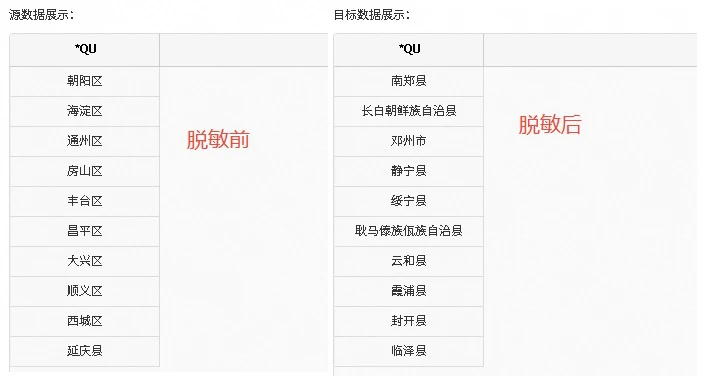 源数据展示：
*QU
朝阳区
海淀区
通州区
房山区
丰台区
昌平区
大兴区
顺义区
西城区
延庆县
脱敏前
目标数据展示：
*QU
南郑县
长白朝鲜族自治县
邓州市
静宁县
绥宁县
耿马傣族佤族自治县
云和县
霞浦县
封开县
临泽县
脱敏后